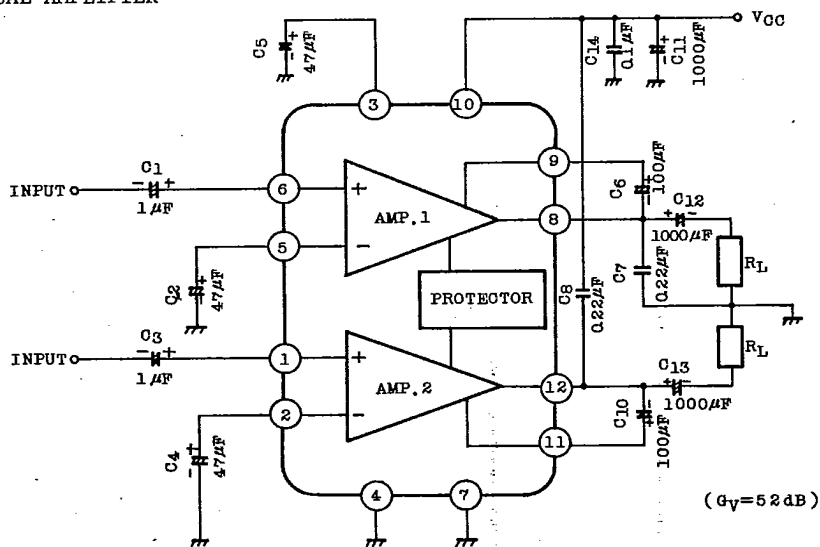 C5
47µF
3
10
C14
0.1µF
C11
1000µF
VCC
INPUT
C1
1µF
6
+
AMP.1
9
8
C6
100µF
C12
1000µF
5
−
C2
47µF
PROTECTOR
C8
0.22µF
C7
0.22µF
RL
RL
INPUT
C3
1µF
1
+
AMP.2
12
C13
1000µF
2
−
C10
100µF
11
C4
47µF
4
7
(GV=52dB)